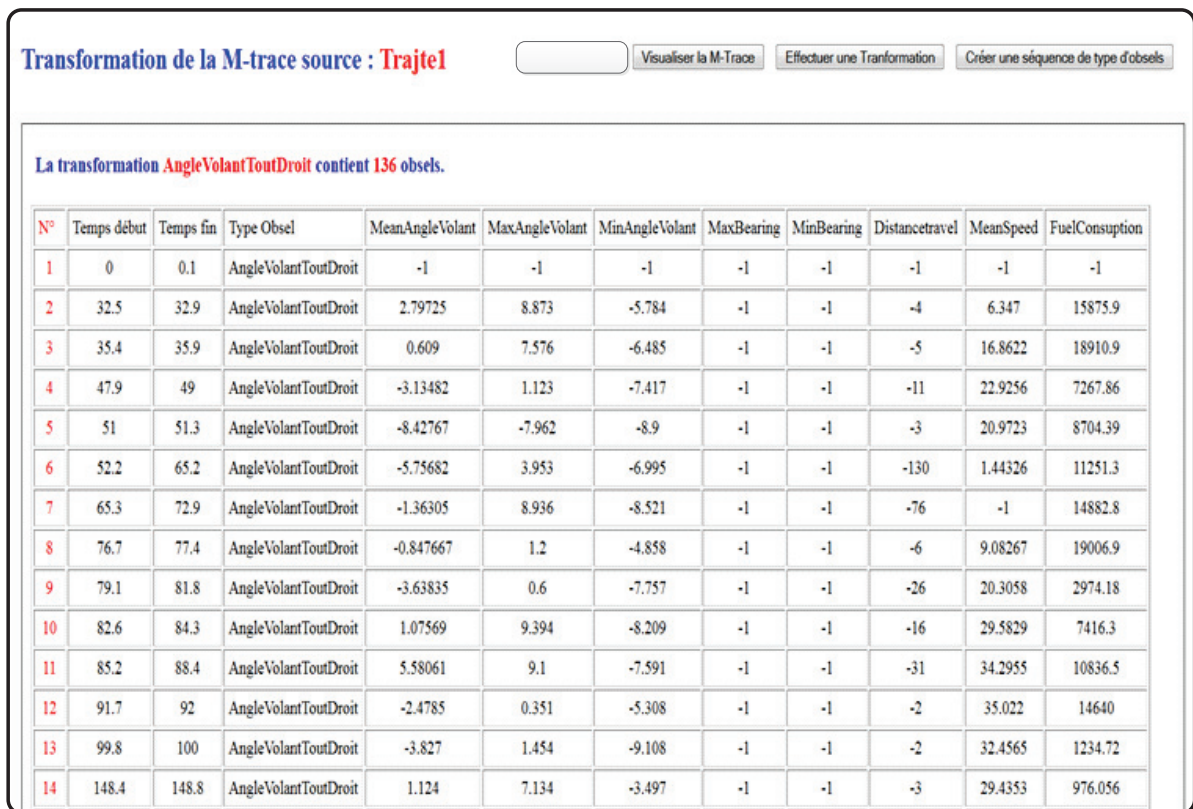 Transformation de la M-trace source : Trajte1
Visualiser la M-Trace Effectuer une Tranformation Créer une séquence de type d'obsels
La transformation AngleVolantToutDroit contient 136 obsels.
N° Temps début Temps fin Type Obsel MeanAngleVolant MaxAngleVolant MinAngleVolant MaxBearing MinBearing Distancetravel MeanSpeed FuelConsuption
1 0 0.1 AngleVolantToutDroit -1 -1 -1 -1 -1 -1 -1 -1
2 32.5 32.9 AngleVolantToutDroit 2.79725 8.873 -5.784 -1 -1 -4 6.347 15875.9
3 35.4 35.9 AngleVolantToutDroit 0.609 7.576 -6.485 -1 -1 -5 16.8622 18910.9
4 47.9 49 AngleVolantToutDroit -3.13482 1.123 -7.417 -1 -1 -11 22.9256 7267.86
5 51 51.3 AngleVolantToutDroit -8.42767 -7.962 -8.9 -1 -1 -3 20.9723 8704.39
6 52.2 65.2 AngleVolantToutDroit -5.75682 3.953 -6.995 -1 -1 -130 1.44326 11251.3
7 65.3 72.9 AngleVolantToutDroit -1.36305 8.936 -8.521 -1 -1 -76 -1 14882.8
8 76.7 77.4 AngleVolantToutDroit -0.847667 1.2 -4.858 -1 -1 -6 9.08267 19006.9
9 79.1 81.8 AngleVolantToutDroit -3.63835 0.6 -7.757 -1 -1 -26 20.3058 2974.18
10 82.6 84.3 AngleVolantToutDroit 1.07569 9.394 -8.209 -1 -1 -16 29.5829 7416.3
11 85.2 88.4 AngleVolantToutDroit 5.58061 9.1 -7.591 -1 -1 -31 34.2955 10836.5
12 91.7 92 AngleVolantToutDroit -2.4785 0.351 -5.308 -1 -1 -2 35.022 14640
13 99.8 100 AngleVolantToutDroit -3.827 1.454 -9.108 -1 -1 -2 32.4565 1234.72
14 148.4 148.8 AngleVolantToutDroit 1.124 7.134 -3.497 -1 -1 -3 29.4353 976.056